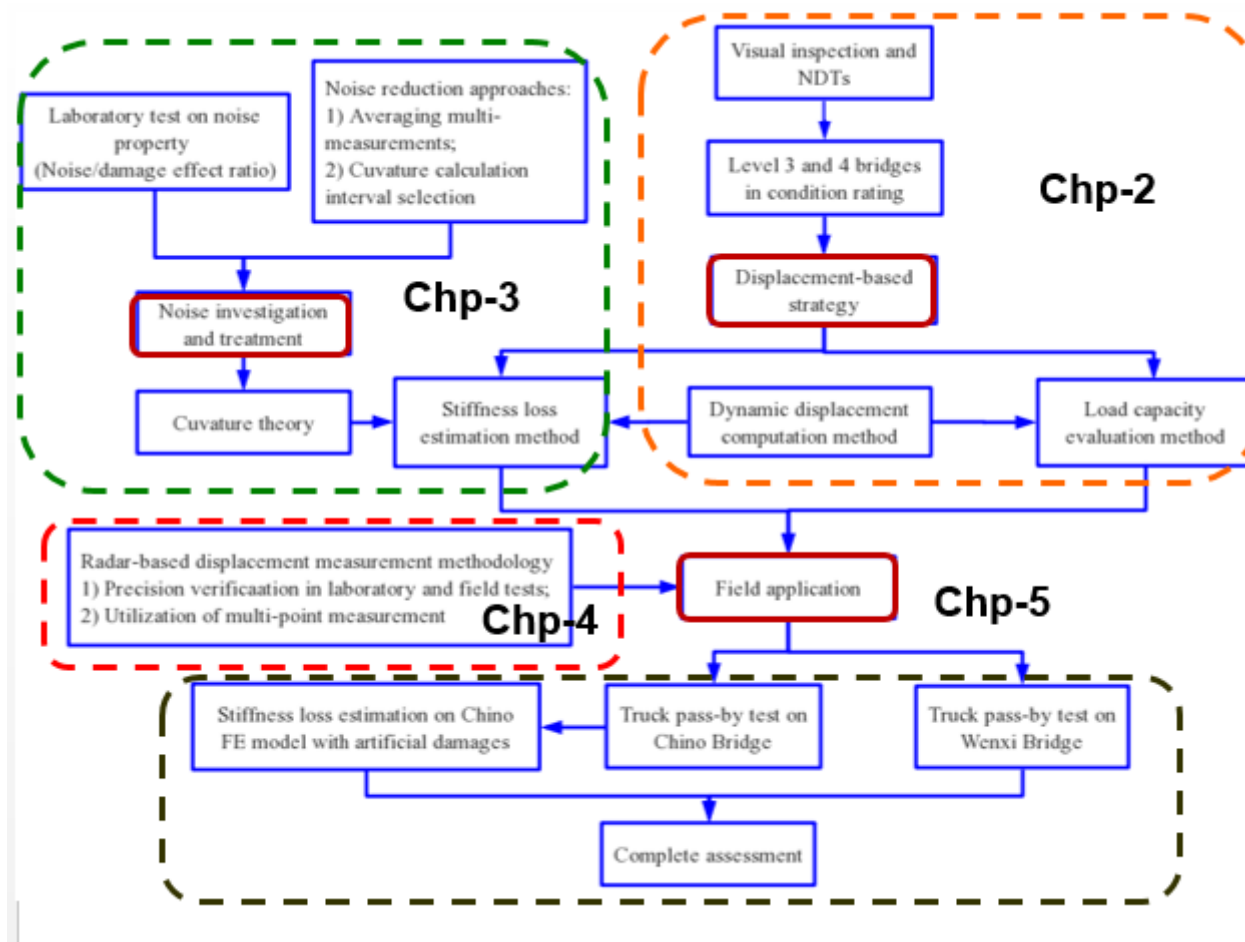 Visual inspection and
NDTs
Noise reduction approaches:
1) Averaging multi-
measurements;
2) Cuvature calculation
interval selection
Laboratory test on noise
property
(Noise/damage effect ratio)
Level 3 and 4 bridges
in condition rating
Chp-2
Displacement-based
strategy
Chp-3
Noise investigation
and treatment
Cuvature theory
Stiffness loss
estimation method
Dynamic displacement
computation method
Load capacity
evaluation method
Radar-based displacement measurement methodology
1) Precision verificaation in laboratory and field tests;
2) Utilization of multi-point measurement
Chp-4
Field application
Chp-5
Stiffness loss estimation on Chino
FE model with artificial damages
Truck pass-by test on
Chino Bridge
Truck pass-by test on
Wenxi Bridge
Complete assessment